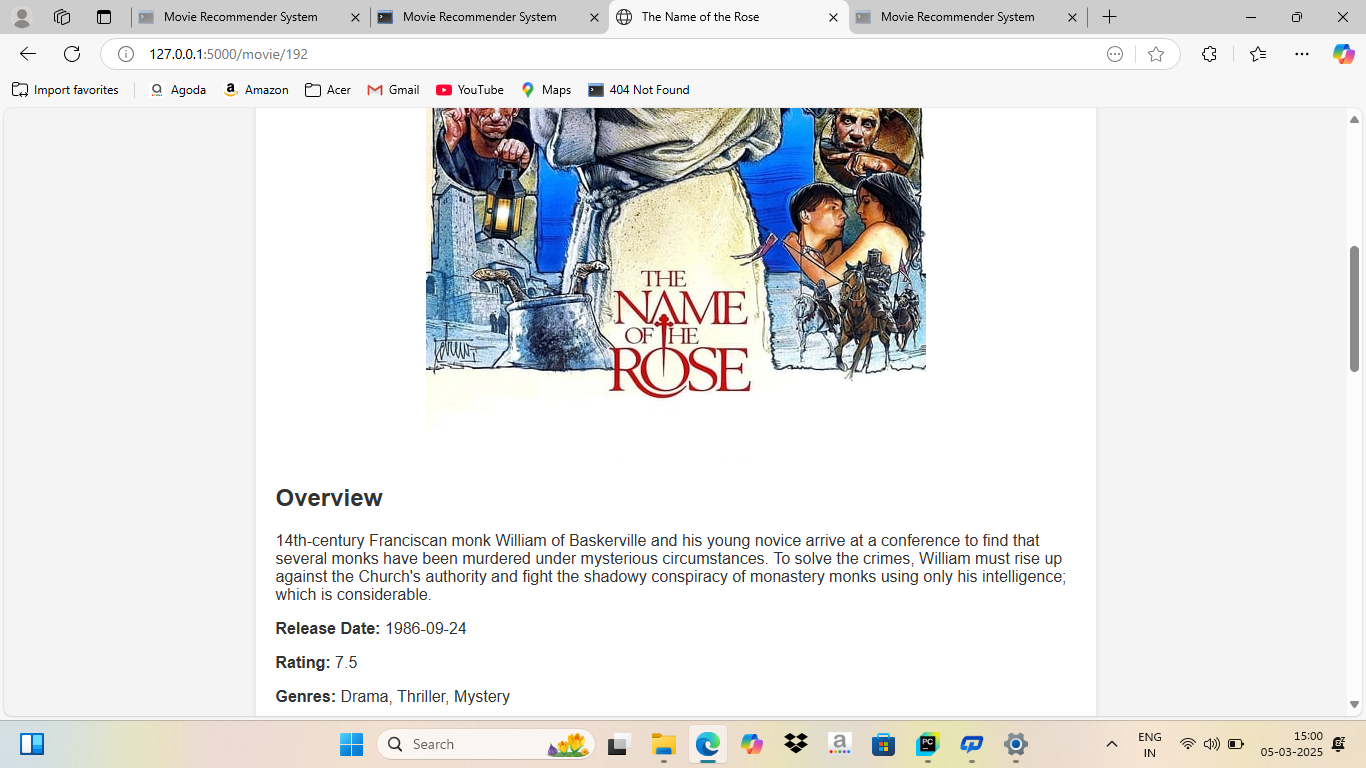 Movie Recommender System
Movie Recommender System
The Name of the Rose
Movie Recommender System
127.0.0.1:5000/movie/192
Import favorites
Agoda
Amazon
Acer
Gmail
YouTube
Maps
404 Not Found
THE
NAME
OF THE
ROSE
Overview
14th-century Franciscan monk William of Baskerville and his young novice arrive at a conference to find that
several monks have been murdered under mysterious circumstances. To solve the crimes, William must rise up
against the Church's authority and fight the shadowy conspiracy of monastery monks using only his intelligence;
which is considerable.
Release Date: 1986-09-24
Rating: 7.5
Genres: Drama, Thriller, Mystery
Search
ENG
IN
15:00
05-03-2025